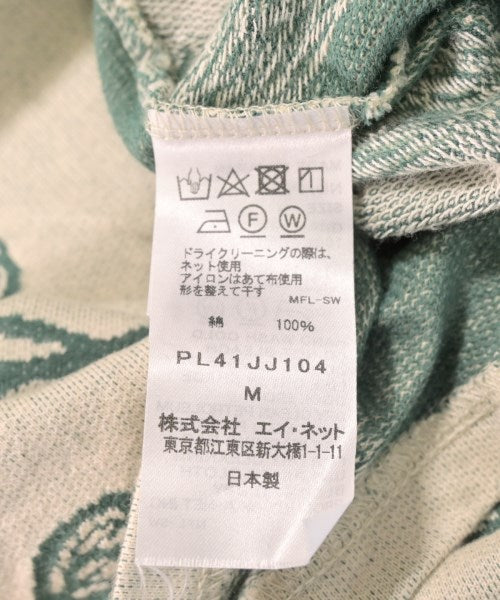 F W
ドライクリーニングの際は、
ネット使用
アイロンはあて布使用
形を整えて干す
MFL-SW
綿 100%
PL41JJ104
M
株式会社 エイ・ネット
東京都江東区新大橋1-1-11
日本製